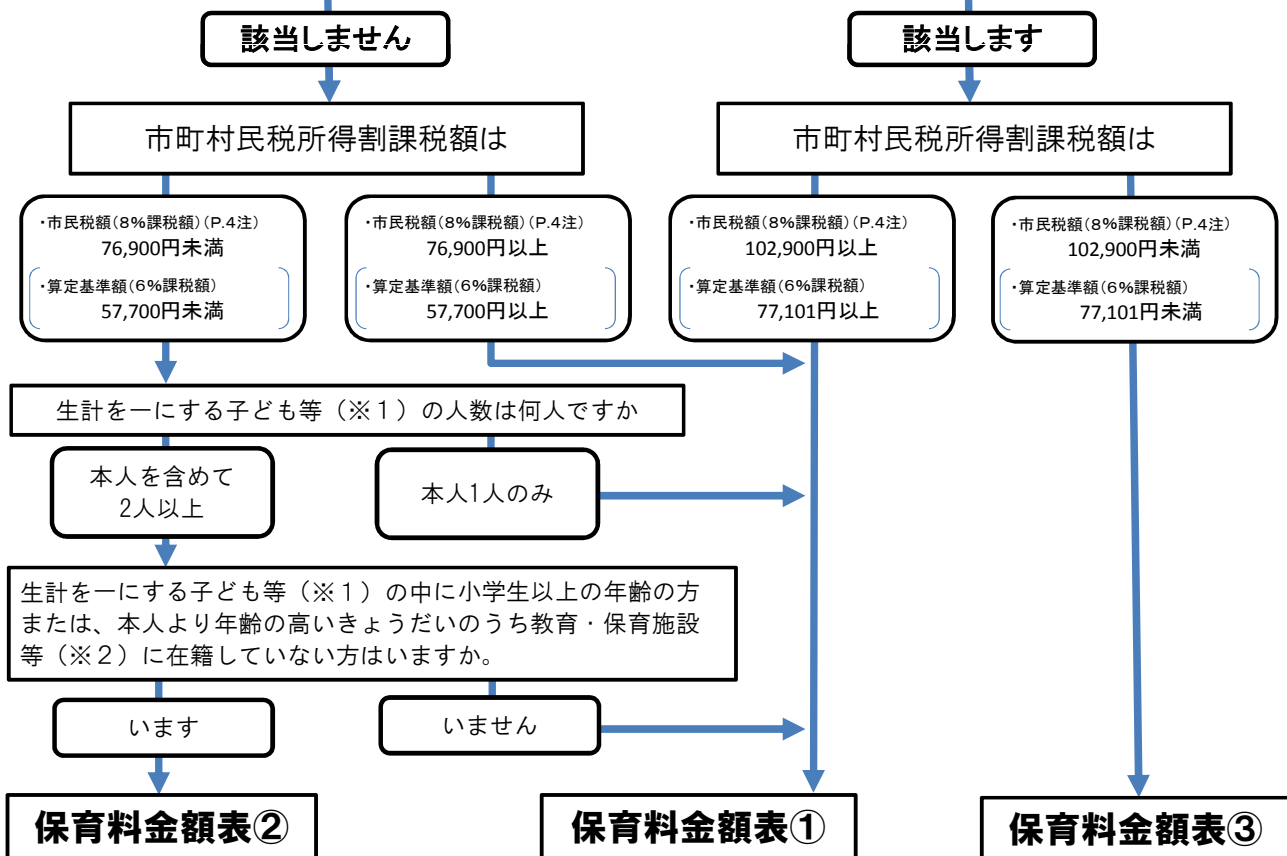 該当しません
該当します
市町村民税所得割課税額は
市町村民税所得割課税額は
・市民税額(8%課税額)(P.4注)
76,900円未満
・算定基準額(6%課税額)
57,700円未満
・市民税額(8%課税額)(P.4注)
76,900円以上
・算定基準額(6%課税額)
57,700円以上
・市民税額(8%課税額)(P.4注)
102,900円以上
・算定基準額(6%課税額)
77,101円以上
・市民税額(8%課税額)(P.4注)
102,900円未満
・算定基準額(6%課税額)
77,101円未満
生計を一にする子ども等（※１）の人数は何人ですか
本人を含めて
2人以上
本人1人のみ
生計を一にする子ども等（※１）の中に小学生以上の年齢の方
または、本人より年齢の高いきょうだいのうち教育・保育施設
等（※２）に在籍していない方はいますか。
います
いません
保育料金額表②
保育料金額表①
保育料金額表③